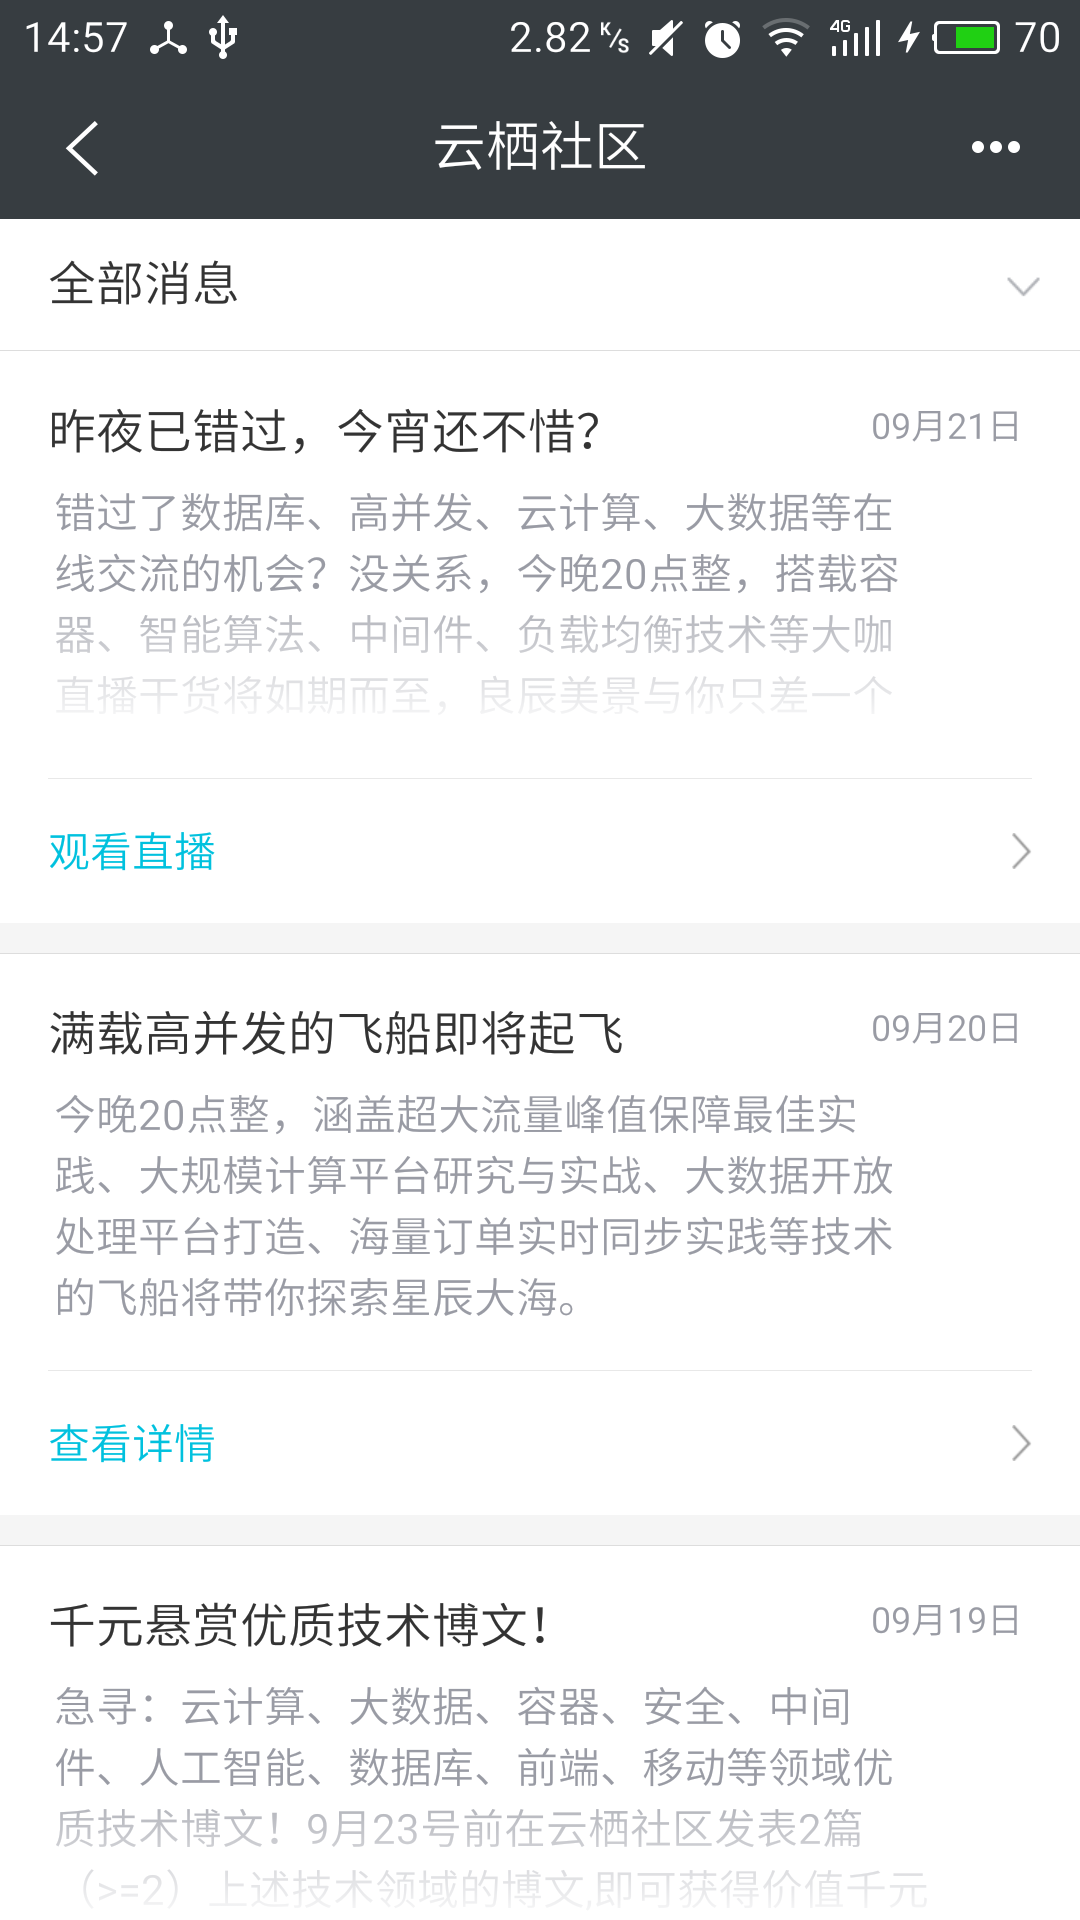 14:57 2.82 K/s 4G 70
云栖社区
全部消息
昨夜已错过，今宵还不惜？ 09月21日
错过了数据库、高并发、云计算、大数据等在
线交流的机会？没关系，今晚20点整，搭载容
器、智能算法、中间件、负载均衡技术等大咖
直播干货将如期而至，良辰美景与你只差一个
观看直播
满载高并发的飞船即将起飞 09月20日
今晚20点整，涵盖超大流量峰值保障最佳实
践、大规模计算平台研究与实战、大数据开放
处理平台打造、海量订单实时同步实践等技术
的飞船将带你探索星辰大海。
查看详情
千元悬赏优质技术博文！ 09月19日
急寻：云计算、大数据、容器、安全、中间
件、人工智能、数据库、前端、移动等领域优
质技术博文！9月23号前在云栖社区发表2篇
（>=2）上述技术领域的博文,即可获得价值千元